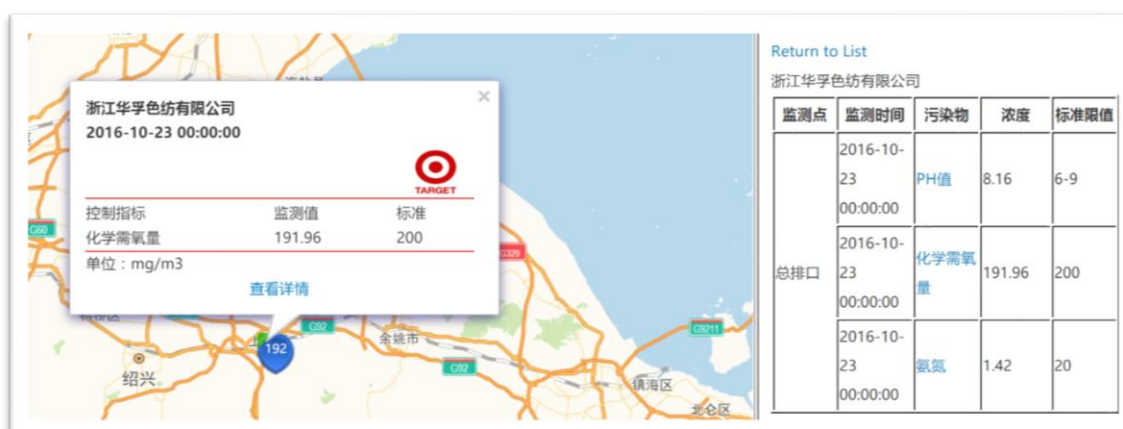 浙江华孚色纺有限公司
2016-10-23 00:00:00
×
TARGET
控制指标 监测值 标准
化学需氧量 191.96 200
单位：mg/m3
查看详情
G60
G329
G92
G9211
余姚市
192
G92
绍兴
镇海区
北仑区
Return to List
浙江华孚色纺有限公司
监测点 监测时间 污染物 浓度 标准限值
总排口
2016-10-
23 PH值 8.16 6-9
00:00:00
2016-10- 化学需氧
23 191.96 200
00:00:00 量
2016-10-
23 氨氮 1.42 20
00:00:00